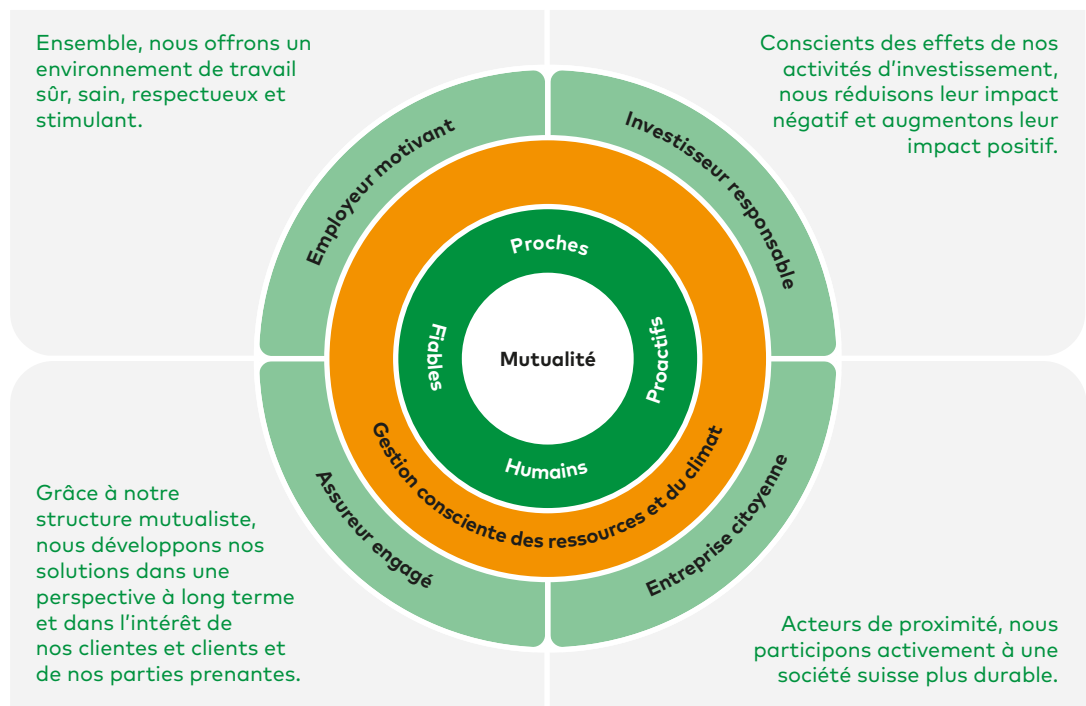 Ensemble, nous offrons un
environnement de travail
sûr, sain, respectueux et
stimulant.
Conscients des effets de nos
activités d’investissement,
nous réduisons leur impact
négatif et augmentons leur
impact positif.
Employeur motivant
Investisseur responsable
Proches
Fiables
Mutualité
Proactifs
Humains
Gestion consciente des ressources et du climat
Assureur engagé
Entreprise citoyenne
Grâce à notre
structure mutualiste,
nous développons nos
solutions dans une
perspective à long terme
et dans l’intérêt de
nos clientes et clients et
de nos parties prenantes.
Acteurs de proximité, nous
participons activement à une
société suisse plus durable.